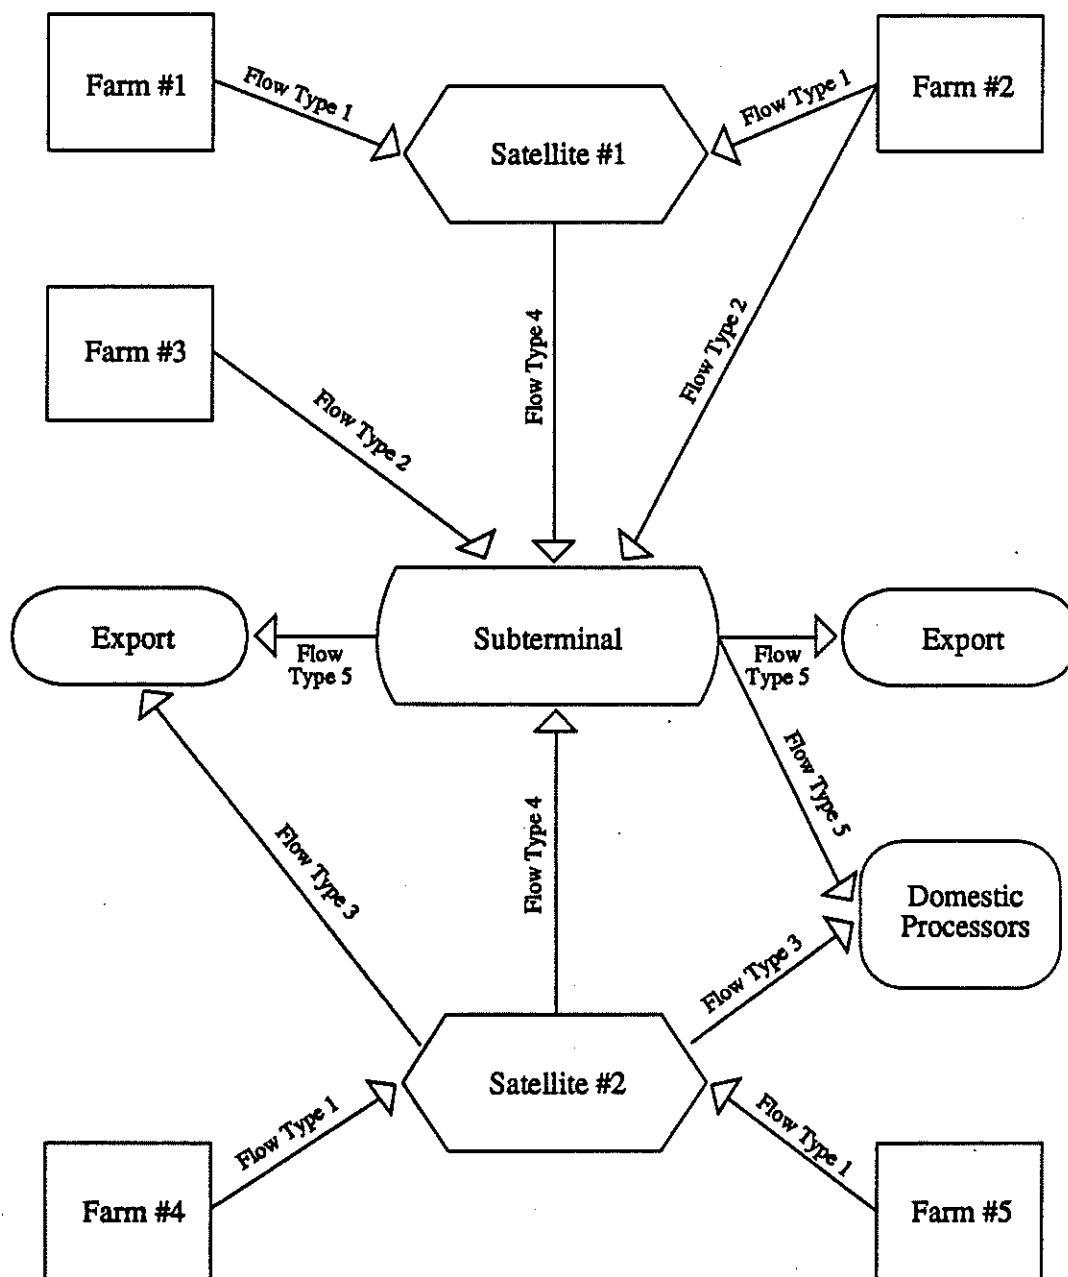 Farm #1
Flow Type 1
Satellite #1
Flow Type 1
Farm #2
Farm #3
Flow Type 2
Flow Type 4
Flow Type 2
Export
Flow
Type 5
Subterminal
Flow
Type 5
Export
Flow Type 5
Flow Type 3
Flow Type 4
Domestic
Processors
Flow Type 3
Satellite #2
Flow Type 1
Flow Type 1
Farm #4
Farm #5